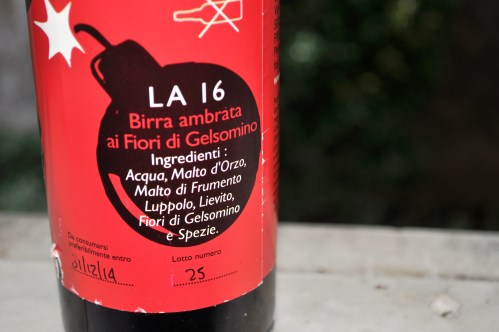 LA 16
Birra ambrata
ai Fiori di Gelsomino
Ingredienti :
Acqua, Malto d'Orzo,
Malto di Frumento
Luppolo, Lievito,
Fiori di Gelsomino
e Spezie.
Da consumarsi
preferibilmente entro
31/12/14
Lotto numero
25